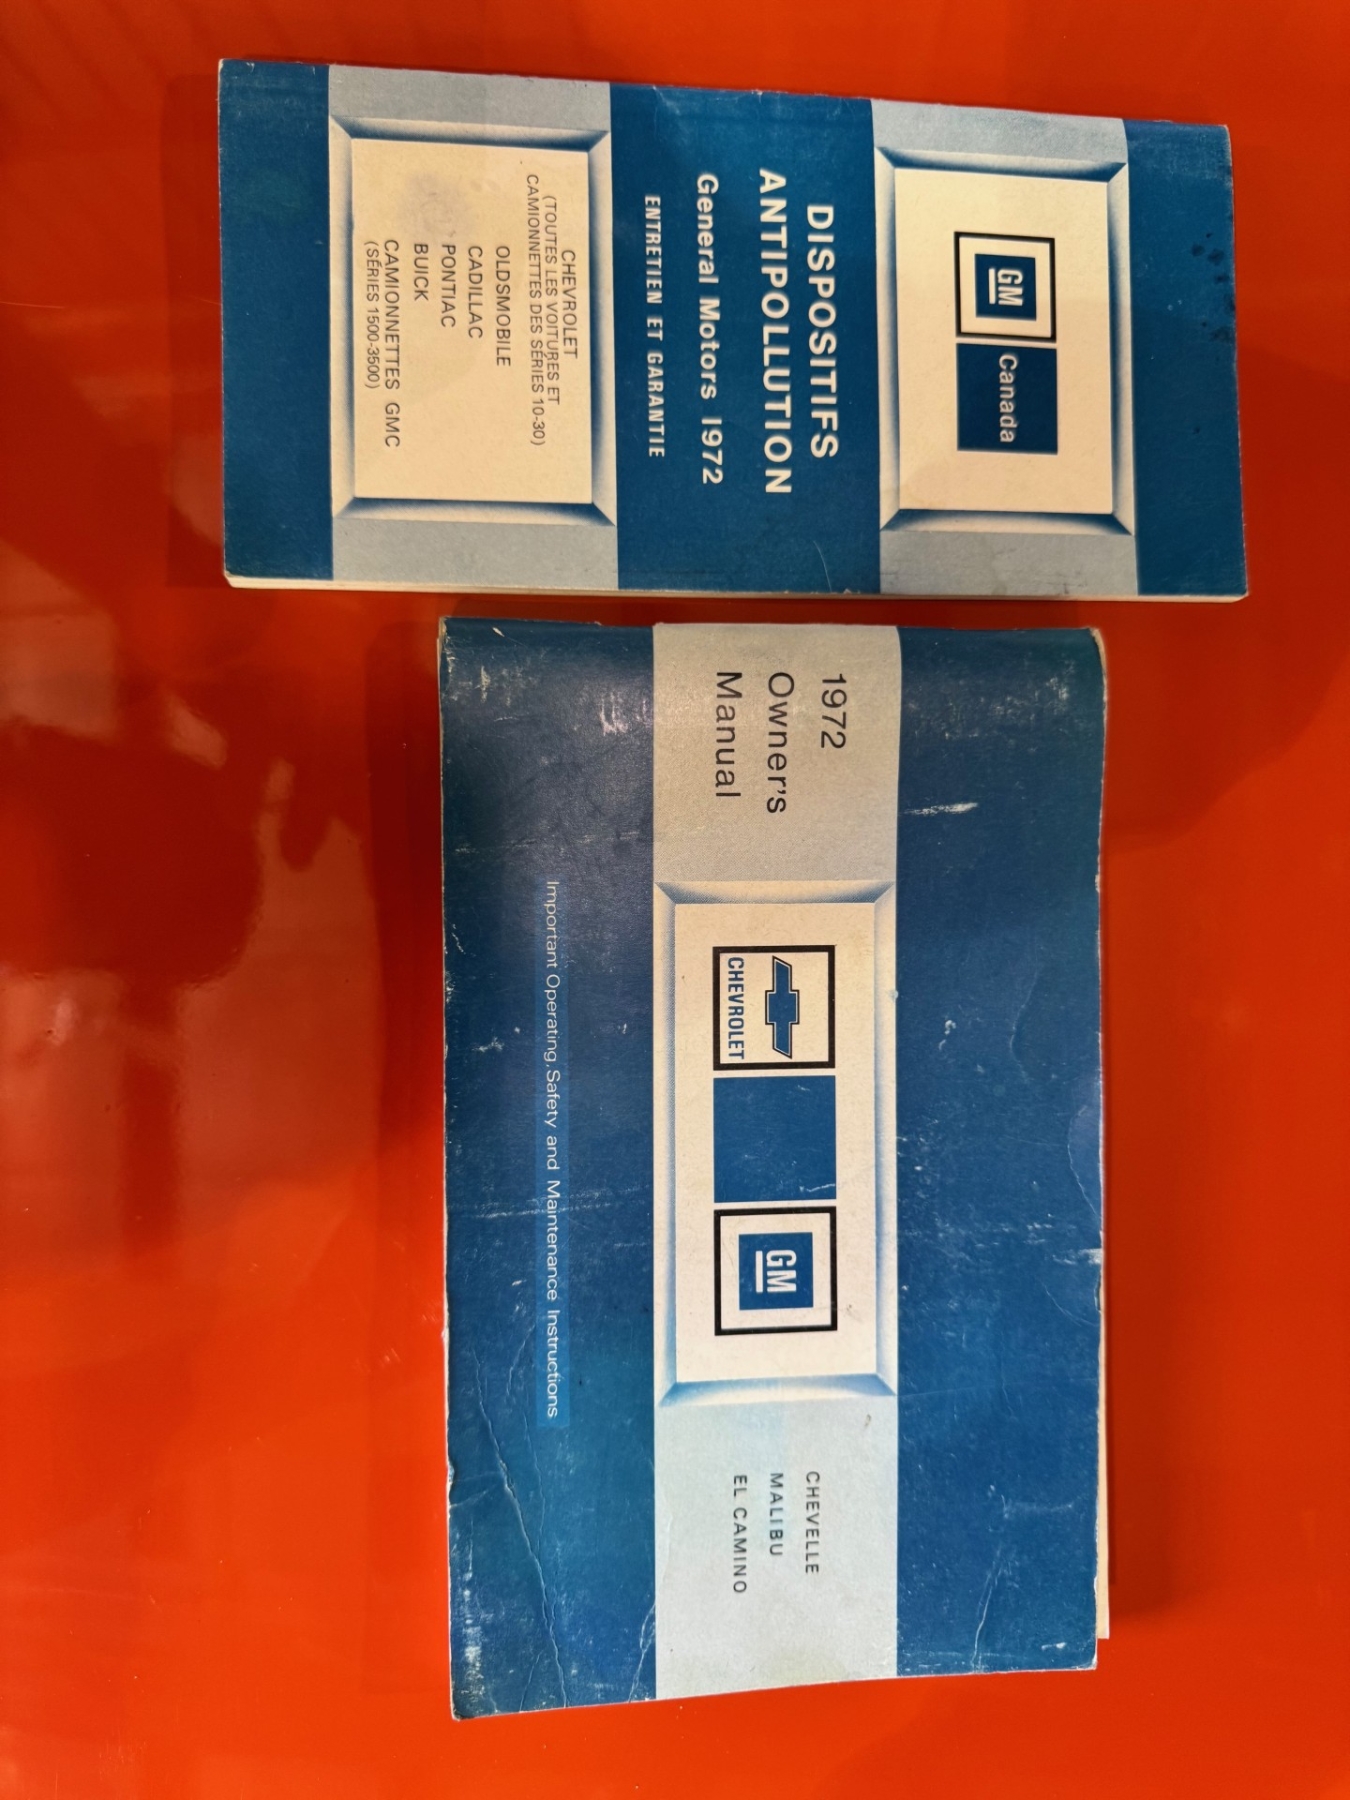 GM
Canada
DISPOSITIFS
ANTIPOLLUTION
General Motors 1972
ENTRETIEN ET GARANTIE
CHEVROLET
(TOUTES LES VOITURES ET
CAMIONNETTES DES SÉRIES 10-30)
OLDSMOBILE
CADILLAC
PONTIAC
BUICK
CAMIONNETTES GMC
(SÉRIES 1500-3500)
1972
Owner's
Manual
CHEVROLET
GM
CHEVELLE
MALIBU
EL CAMINO
Important Operating, Safety and Maintenance Instructions